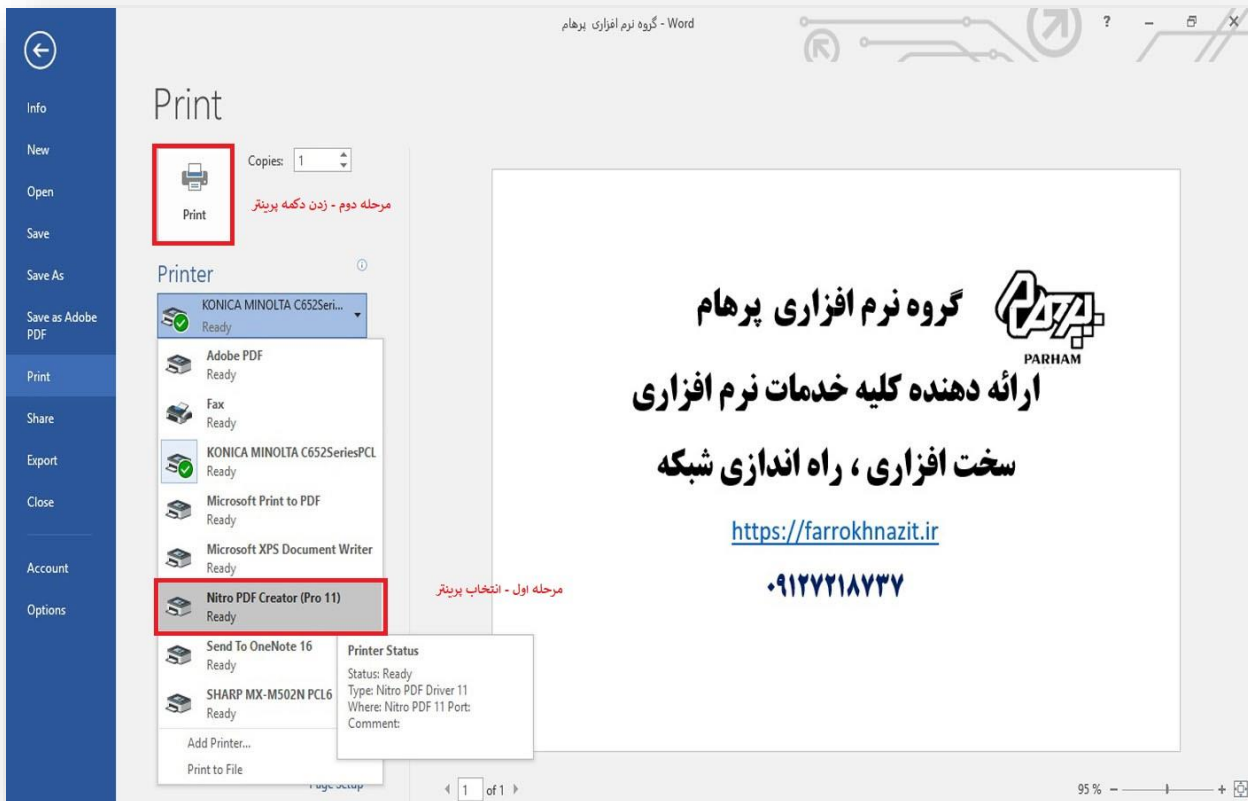 گروه نرم افزاری پرهام - Word
?
Info
New
Open
Save
Save As
Save as Adobe
PDF
Print
Share
Export
Close
Account
Options
Print
Copies: 1
Print
مرحله دوم - زدن دکمه پرینتر
Printer
KONICA MINOLTA C652Seri...
Ready
Adobe PDF
Ready
Fax
Ready
KONICA MINOLTA C652SeriesPCL
Ready
Microsoft Print to PDF
Ready
Microsoft XPS Document Writer
Ready
Nitro PDF Creator (Pro 11)
Ready
مرحله اول - انتخاب پرینتر
Send To OneNote 16
Ready
SHARP MX-M502N PCL6
Ready
Add Printer...
Print to File
Page Setup
Printer Status
Status: Ready
Type: Nitro PDF Driver 11
Where: Nitro PDF 11 Port:
Comment:
گروه نرم افزاری پرهام
پرهام
PARHAM
ارائه دهنده کلیه خدمات نرم افزاری
سخت افزاری ، راه اندازی شبکه
https://farrokhnazit.ir
۰۹۱۲۷۲۱۸۷۳۷
1 of 1
95 %